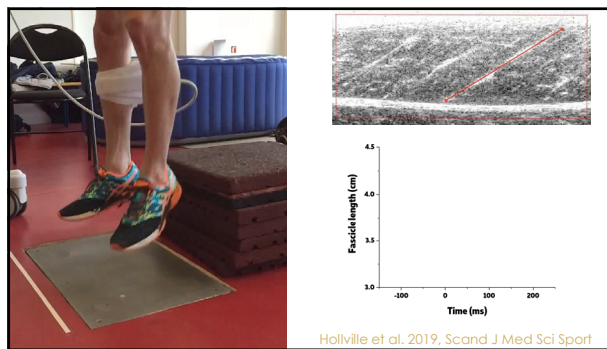 4.5
4.0
3.5
3.0
Fascicle length (cm)
-100 0 100 200
Time (ms)
Hollville et al. 2019, Scand J Med Sci Sport